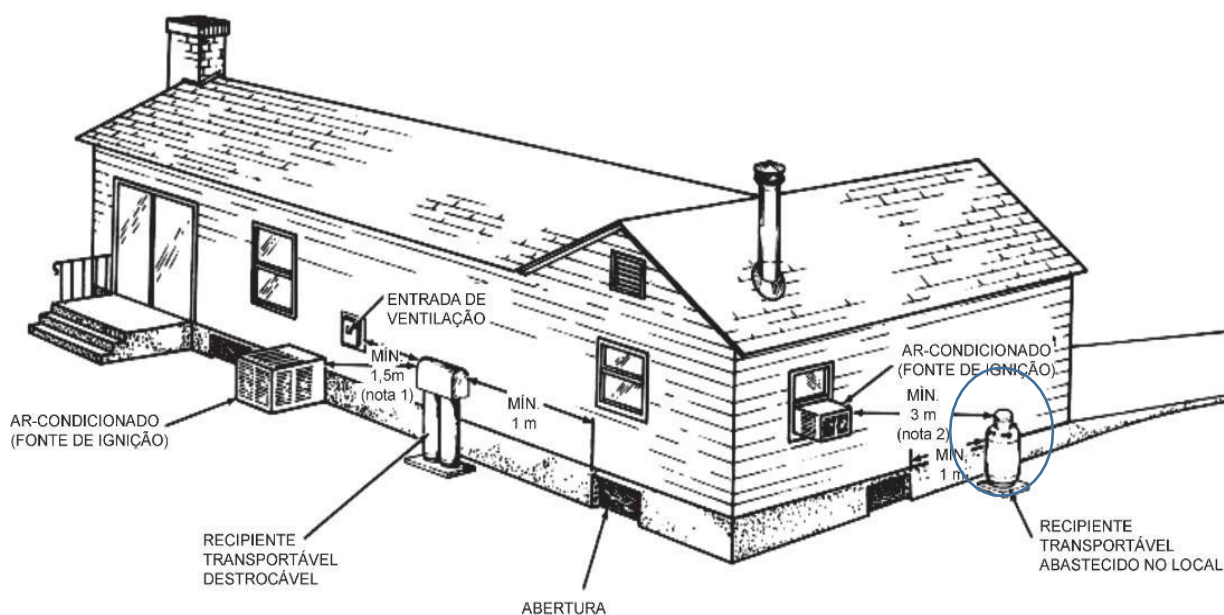 ENTRADA DE
VENTILAÇÃO
MÍN.
1,5m
(nota 1)
MÍN.
1 m
AR-CONDICIONADO
(FONTE DE IGNIÇÃO)
AR-CONDICIONADO
(FONTE DE IGNIÇÃO)
MÌN.
3 m
(nota 2)
MÍN.
1 m
RECIPIENTE
TRANSPORTÁVEL
DESTROCÁVEL
RECIPIENTE
TRANSPORTÁVEL
ABASTECIDO NO LOCAL
ABERTURA